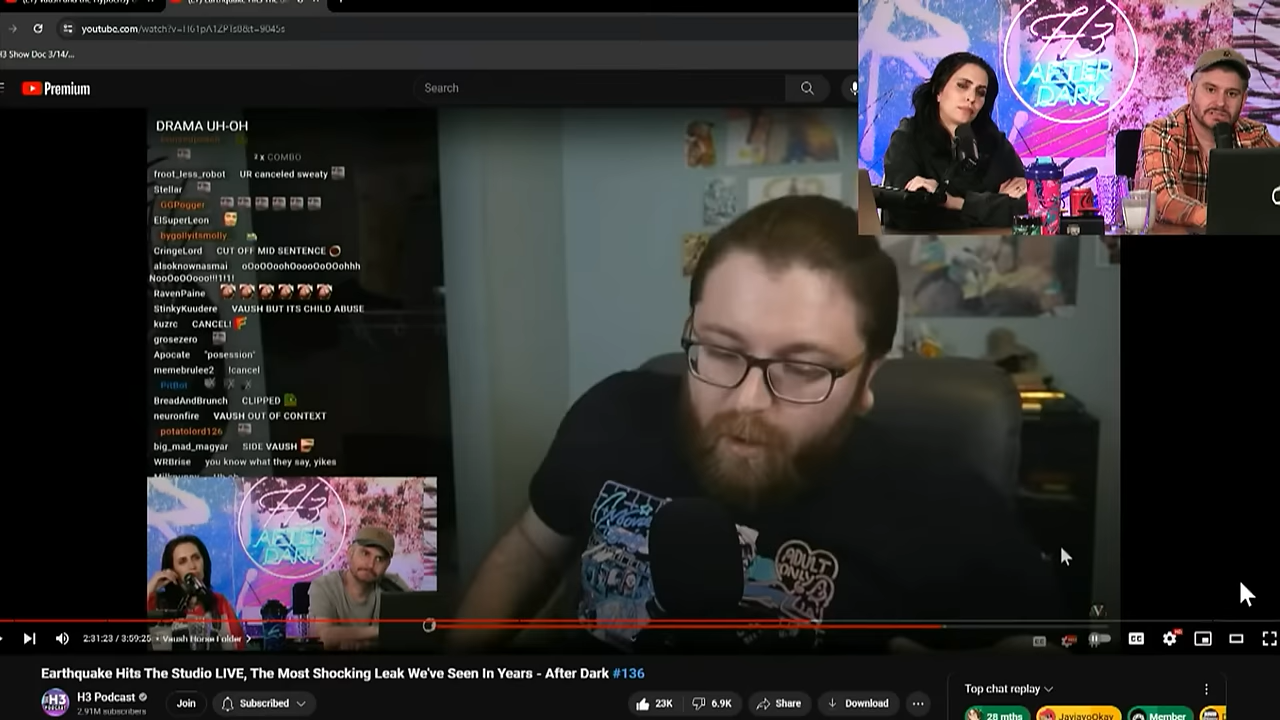 youtube.com/watch?v=H61pA1ZPTs0&t=9045s
H3 Show Doc 3/14/...
Premium
Search
H3
AFTER
DARK
DRAMA UH-OH
2 x COMBO
froot_less_robot UR canceled sweaty
Stellar
GGPogger
ElSuperLeon
bygollyitsmolly
CringeLord CUT OFF MID SENTENCE
alsoknownasmai oOoOOoohOoooOoOOohhh
NooOoOOooo!!!1!1!
RavenPaine
StinkyKuudere VAUSH BUT ITS CHILD ABUSE
kuzrc CANCEL!
grosezero
Apocate "posession"
memebrulee2 !cancel
PitBot
BreadAndBrunch CLIPPED
neuronfire VAUSH OUT OF CONTEXT
potatolord126
big_mad_magyar SIDE VAUSH
WRBrise you know what they say, yikes
H3
AFTER
DARK
ADULT
ONLY
V
2:31:23 / 3:59:25 • Vaush Horse Folder >
Earthquake Hits The Studio LIVE, The Most Shocking Leak We've Seen In Years - After Dark #136
H3 Podcast
2.91M subscribers
Join
Subscribed
23K
6.9K
Share
Download
Top chat replay
28 mths
JayjayoOkay
Member